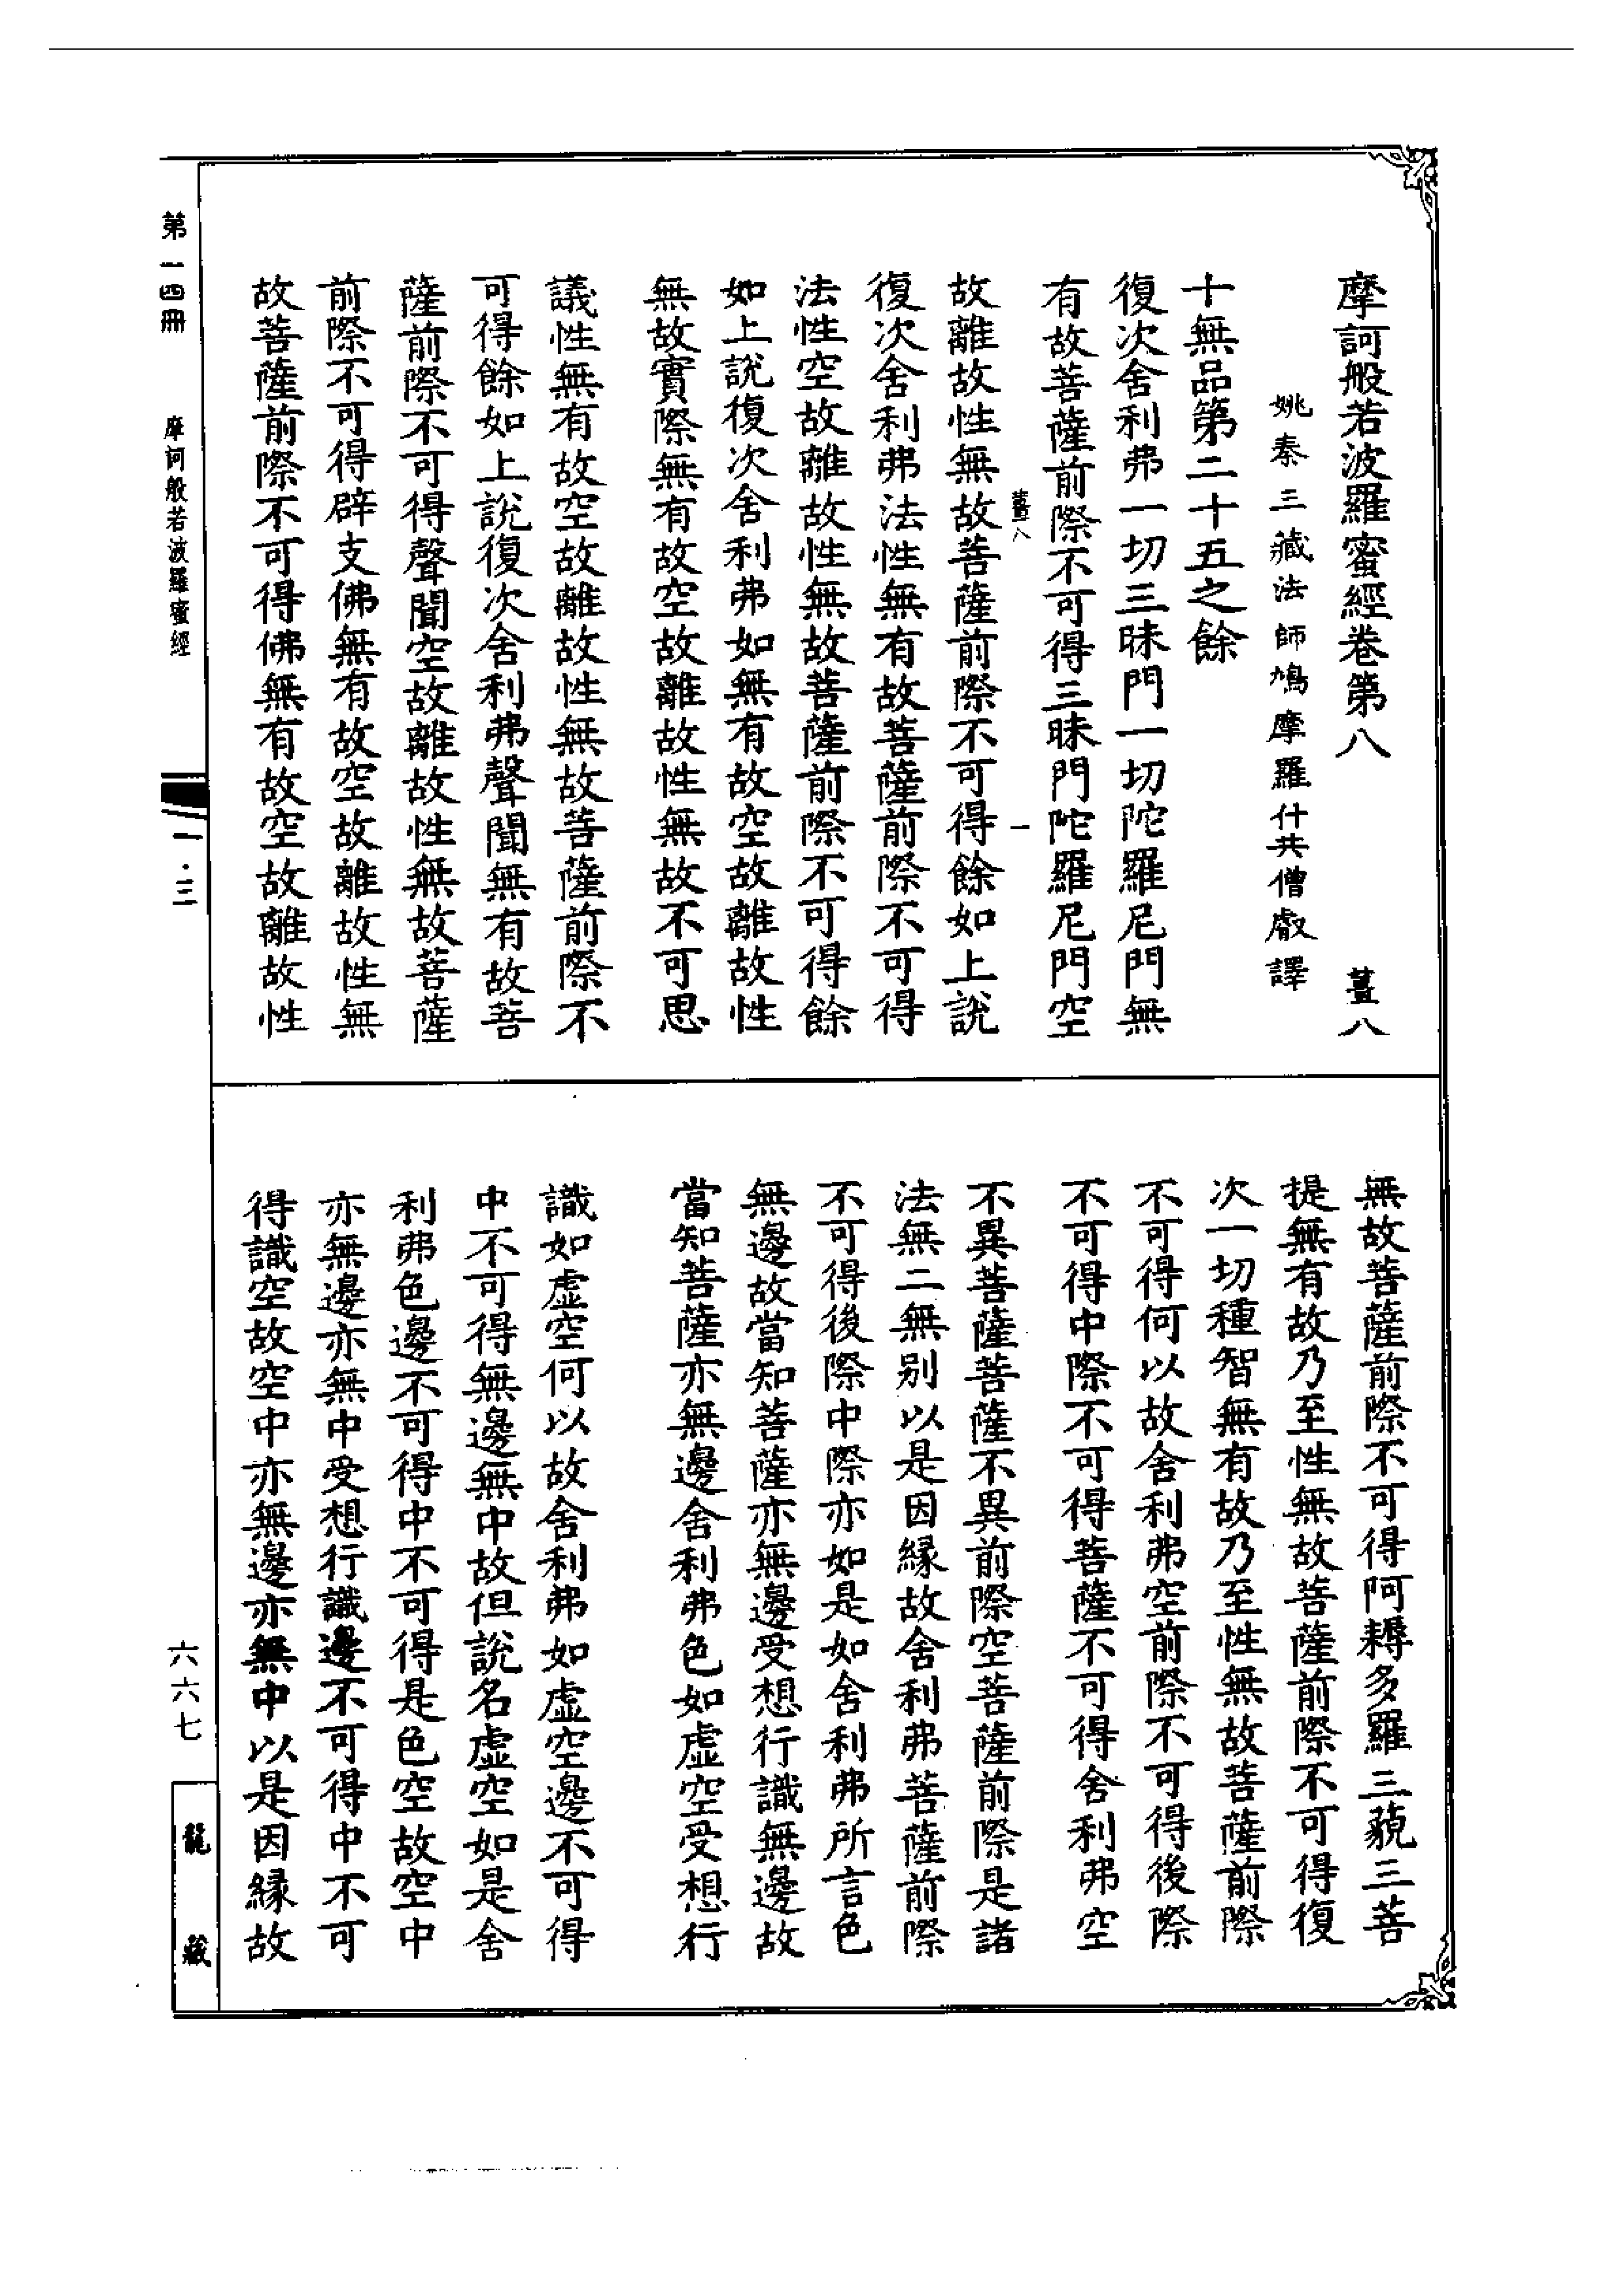 摩訶般若波羅蜜經卷第八 薑八
姚秦三藏法師鳩摩羅什共僧叡譯
十無品第二十五之餘
復次舍利弗一切三昧門一切陀羅尼門無
有故菩薩前際不可得三昧門陀羅尼門空
薑八 一
故離故性無故菩薩前際不可得餘如上說
復次舍利弗法性無有故菩薩前際不可得
法性空故離故性無故菩薩前際不可得餘
如上說復次舍利弗如無有故空故離故性
無故實際無有故空故離故性無故不可思
議性無有故空故離故性無故菩薩前際不
可得餘如上說復次舍利弗聲聞無有故菩
薩前際不可得聲聞空故離故性無故菩薩
前際不可得辟支佛無有故空故離故性無
故菩薩前際不可得佛無有故空故離故性
無故菩薩前際不可得阿耨多羅三藐三菩
提無有故乃至性無故菩薩前際不可得復
次一切種智無有故乃至性無故菩薩前際
不可得何以故舍利弗空前際不可得後際
不可得中際不可得菩薩不可得舍利弗空
不異菩薩菩薩不異前際空菩薩前際是諸
法無二無別以是因緣故舍利弗菩薩前際
不可得後際中際亦如是如舍利弗所言色
無邊故當知菩薩亦無邊受想行識無邊故
當知菩薩亦無邊舍利弗色如虛空受想行
識如虛空何以故舍利弗如虛空邊不可得
中不可得無邊無中故但說名虛空如是舍
利弗色邊不可得中不可得是色空故空中
亦無邊亦無中受想行識邊不可得中不可
得識空故空中亦無邊亦無中以是因緣故
第一四冊 摩訶般若波羅蜜經
一·三
六六七
龍藏